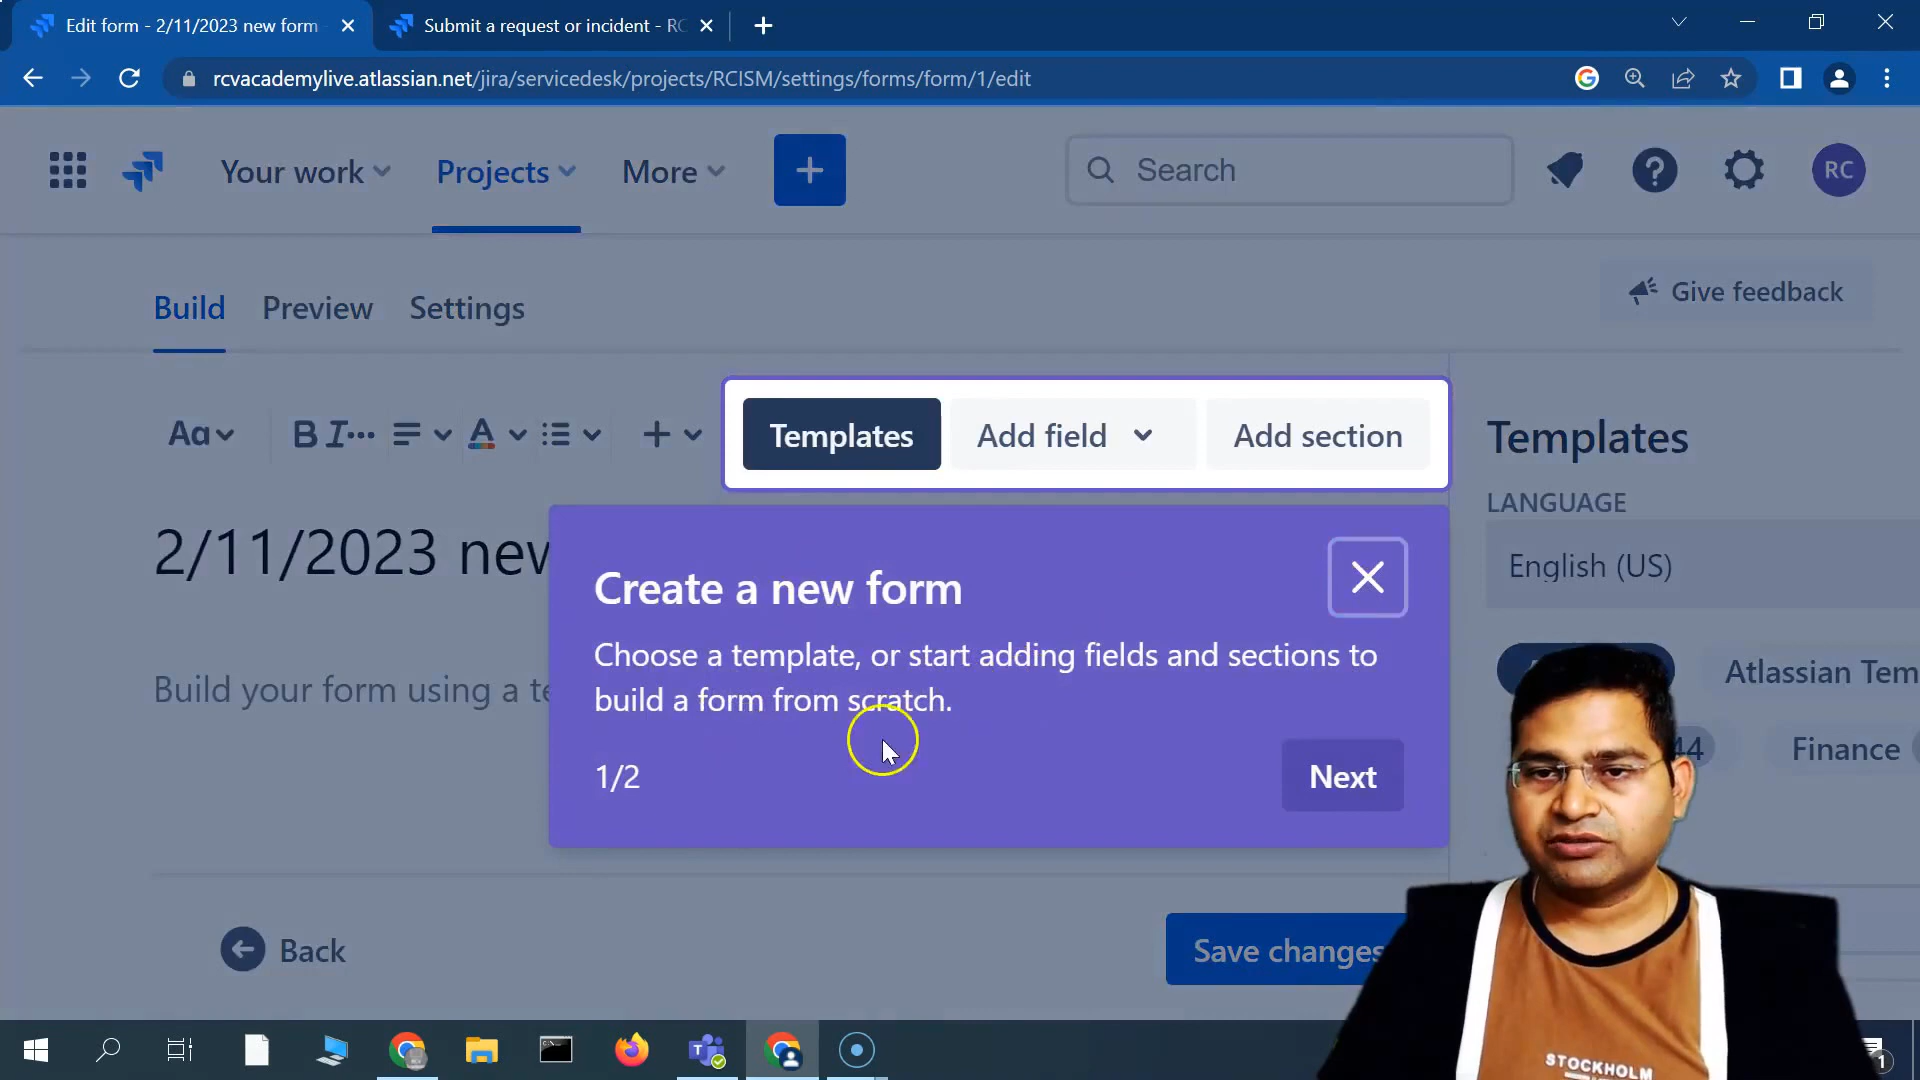 Edit form - 2/11/2023 new form
Submit a request or incident - RC
rcvacademylive.atlassian.net/jira/servicedesk/projects/RCISM/settings/forms/form/1/edit
Your work
Projects
More
Search
RC
Build
Preview
Settings
Give feedback
Aa
B I
A
Templates
Add field
Add section
Templates
LANGUAGE
English (US)
2/11/2023 new
Create a new form
Choose a template, or start adding fields and sections to
build a form from scratch.
Build your form using a te
1/2
Next
Atlassian Tem
44
Finance
Back
Save changes
STOCKHOLM
1